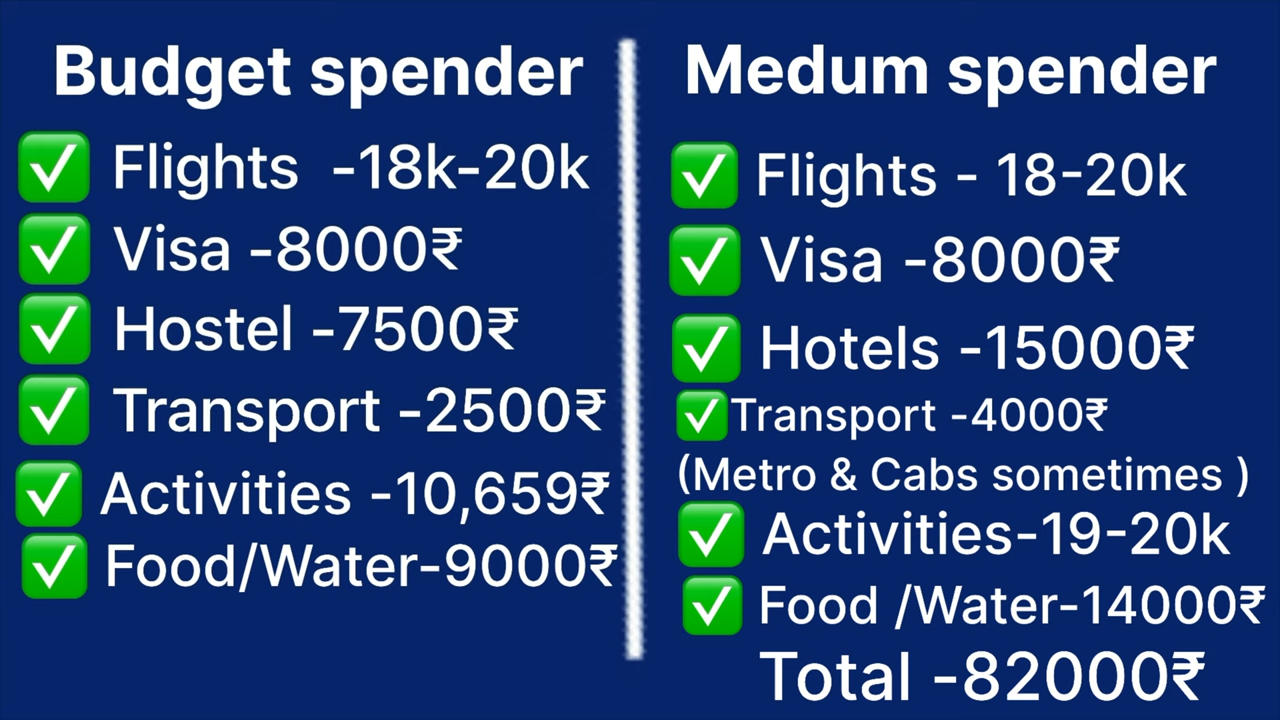 Budget spender
✅ Flights -18k-20k
✅ Visa -8000₹
✅ Hostel -7500₹
✅ Transport -2500₹
✅ Activities -10,659₹
✅ Food/Water-9000₹
Medum spender
✅ Flights - 18-20k
✅ Visa -8000₹
✅ Hotels -15000₹
✅Transport -4000₹
(Metro & Cabs sometimes )
✅ Activities-19-20k
✅ Food /Water-14000₹
Total -82000₹